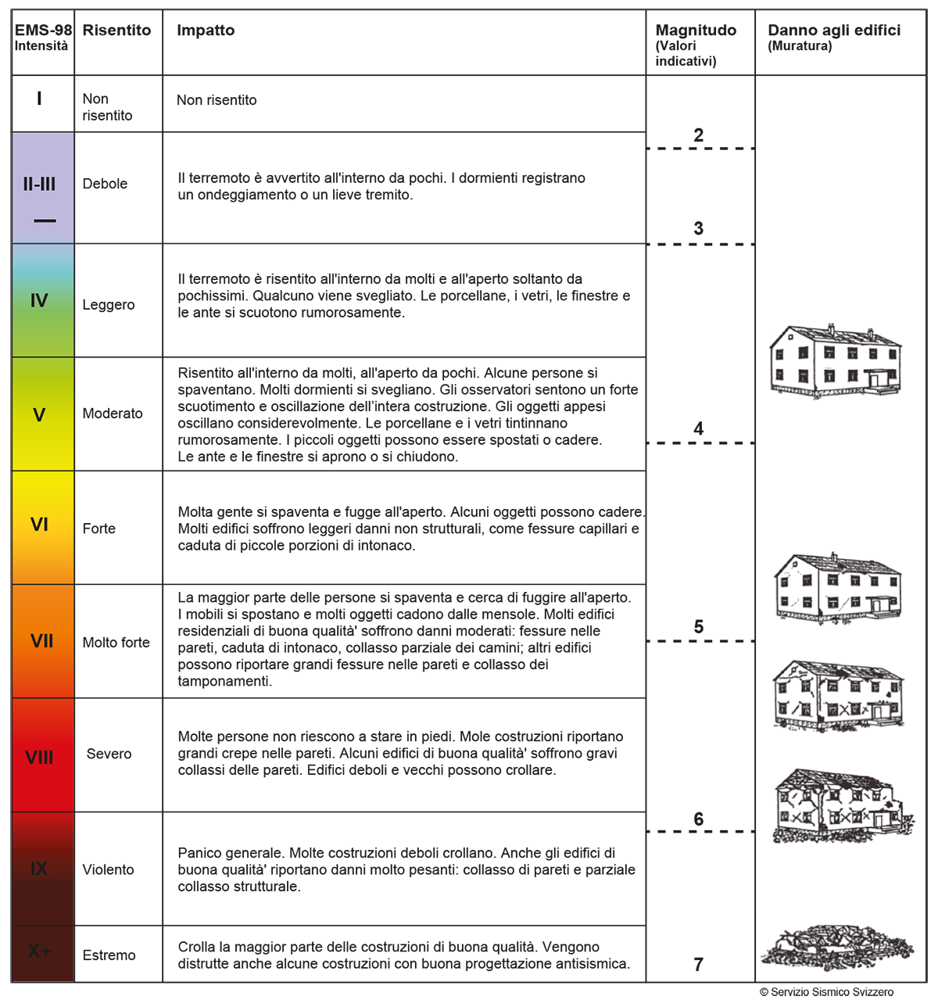 EMS-98
Intensità
Risentito
Impatto
Magnitudo
(Valori
indicativi)
Danno agli edifici
(Muratura)
I
Non
risentito
Non risentito
2
II-III
Debole
Il terremoto è avvertito all'interno da pochi. I dormienti registrano
un ondeggiamento o un lieve tremito.
3
IV
Leggero
Il terremoto è risentito all'interno da molti e all'aperto soltanto da
pochissimi. Qualcuno viene svegliato. Le porcellane, i vetri, le finestre e
le ante si scuotono rumorosamente.
V
Moderato
Risentito all'interno da molti, all'aperto da pochi. Alcune persone si
spaventano. Molti dormienti si svegliano. Gli osservatori sentono un forte
scuotimento e oscillazione dell’intera costruzione. Gli oggetti appesi
oscillano considerevolmente. Le porcellane e i vetri tintinnano
rumorosamente. I piccoli oggetti possono essere spostati o cadere.
Le ante e le finestre si aprono o si chiudono.
4
VI
Forte
Molta gente si spaventa e fugge all'aperto. Alcuni oggetti possono cadere.
Molti edifici soffrono leggeri danni non strutturali, come fessure capillari e
caduta di piccole porzioni di intonaco.
VII
Molto forte
La maggior parte delle persone si spaventa e cerca di fuggire all'aperto.
I mobili si spostano e molti oggetti cadono dalle mensole. Molti edifici
residenziali di buona qualità' soffrono danni moderati: fessure nelle
pareti, caduta di intonaco, collasso parziale dei camini; altri edifici
possono riportare grandi fessure nelle pareti e collasso dei
tamponamenti.
5
VIII
Severo
Molte persone non riescono a stare in piedi. Mole costruzioni riportano
grandi crepe nelle pareti. Alcuni edifici di buona qualità' soffrono gravi
collassi delle pareti. Edifici deboli e vecchi possono crollare.
6
IX
Violento
Panico generale. Molte costruzioni deboli crollano. Anche gli edifici di
buona qualità' riportano danni molto pesanti: collasso di pareti e parziale
collasso strutturale.
X+
Estremo
Crolla la maggior parte delle costruzioni di buona qualità. Vengono
distrutte anche alcune costruzioni con buona progettazione antisismica.
7
© Servizio Sismico Svizzero